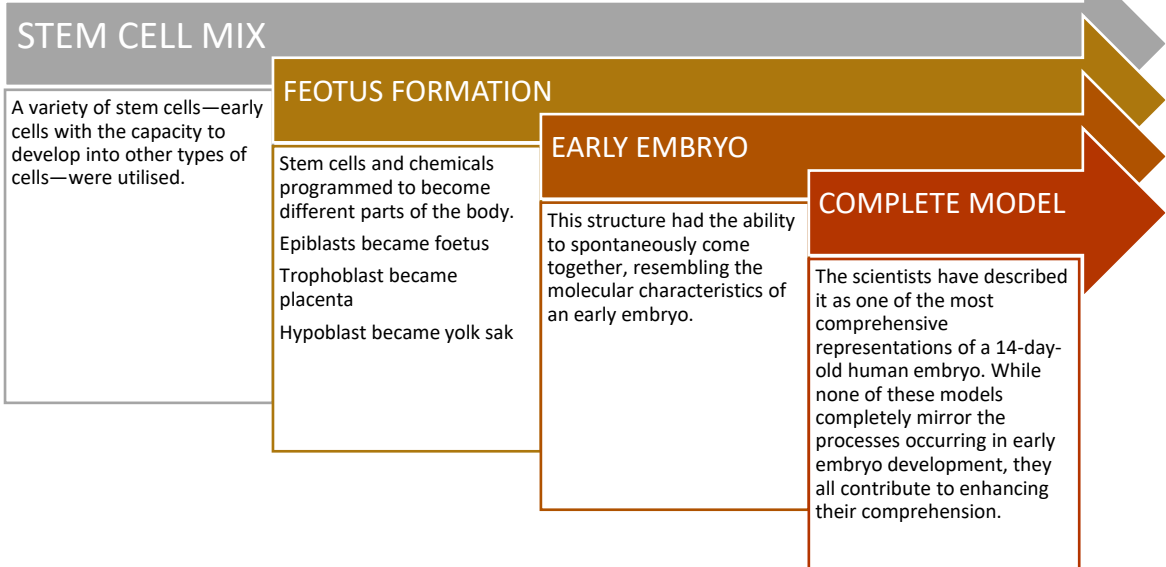 STEM CELL MIX
A variety of stem cells—early
cells with the capacity to
develop into other types of
cells—were utilised.
FEOTUS FORMATION
Stem cells and chemicals
programmed to become
different parts of the body.
Epiblasts became foetus
Trophoblast became
placenta
Hypoblast became yolk sak
EARLY EMBRYO
This structure had the ability
to spontaneously come
together, resembling the
molecular characteristics of
an early embryo.
COMPLETE MODEL
The scientists have described
it as one of the most
comprehensive
representations of a 14-day-
old human embryo. While
none of these models
completely mirror the
processes occurring in early
embryo development, they
all contribute to enhancing
their comprehension.